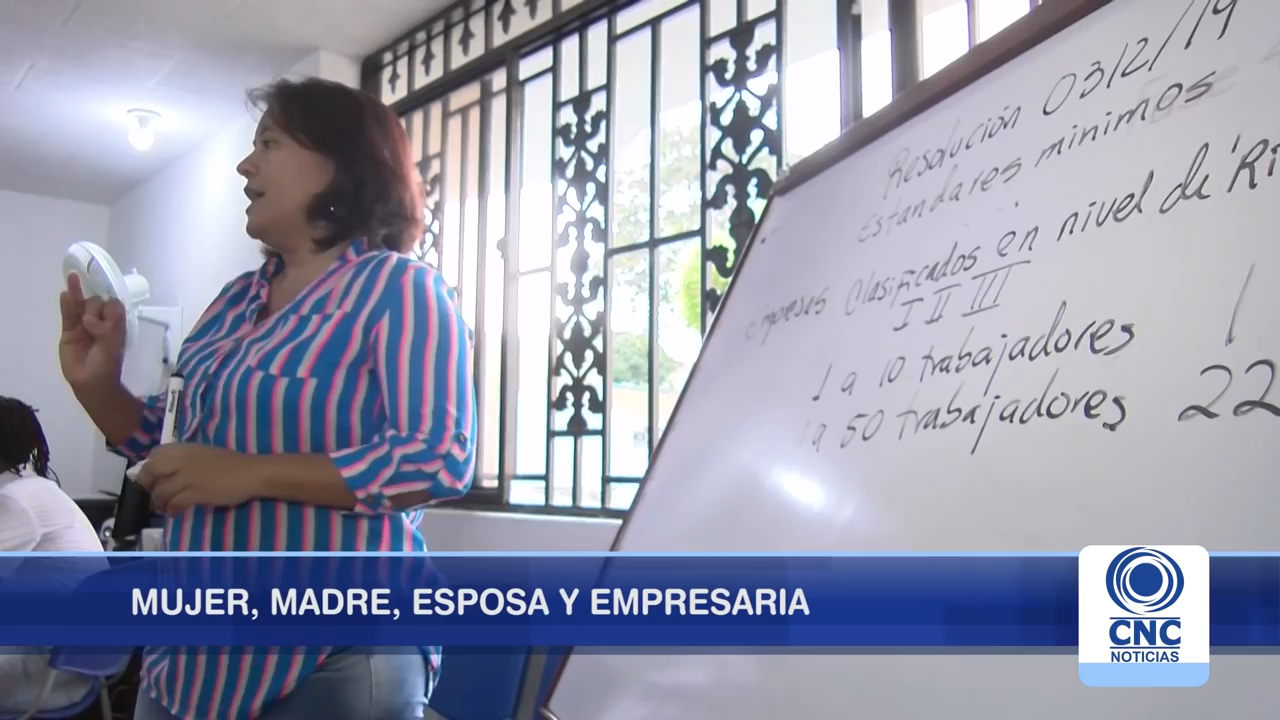 Resolución 0312/19
Estandares minimos
Empresas Clasificados en nivel de Ri
I II III
1 a 10 trabajadores 1
a 50 trabajadores 22
MUJER, MADRE, ESPOSA Y EMPRESARIA
CNC
NOTICIAS